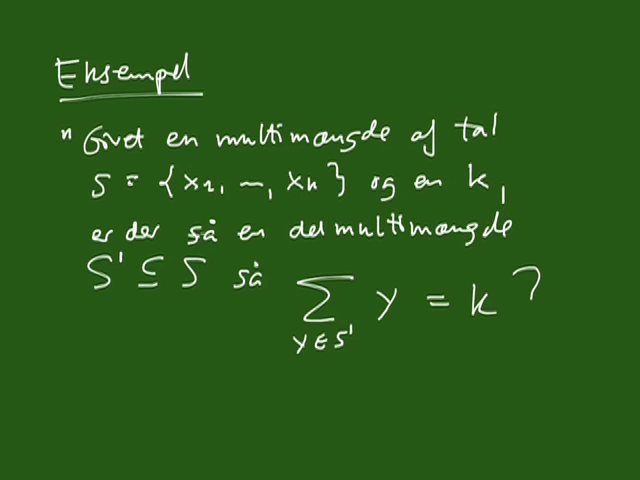 Eksempel
" Givet en multimængde af tal
S = {x1, -, xn} og en k,
er der så en delmultimængde
S' ⊆ S så ∑ y = k ?
y ∈ S'